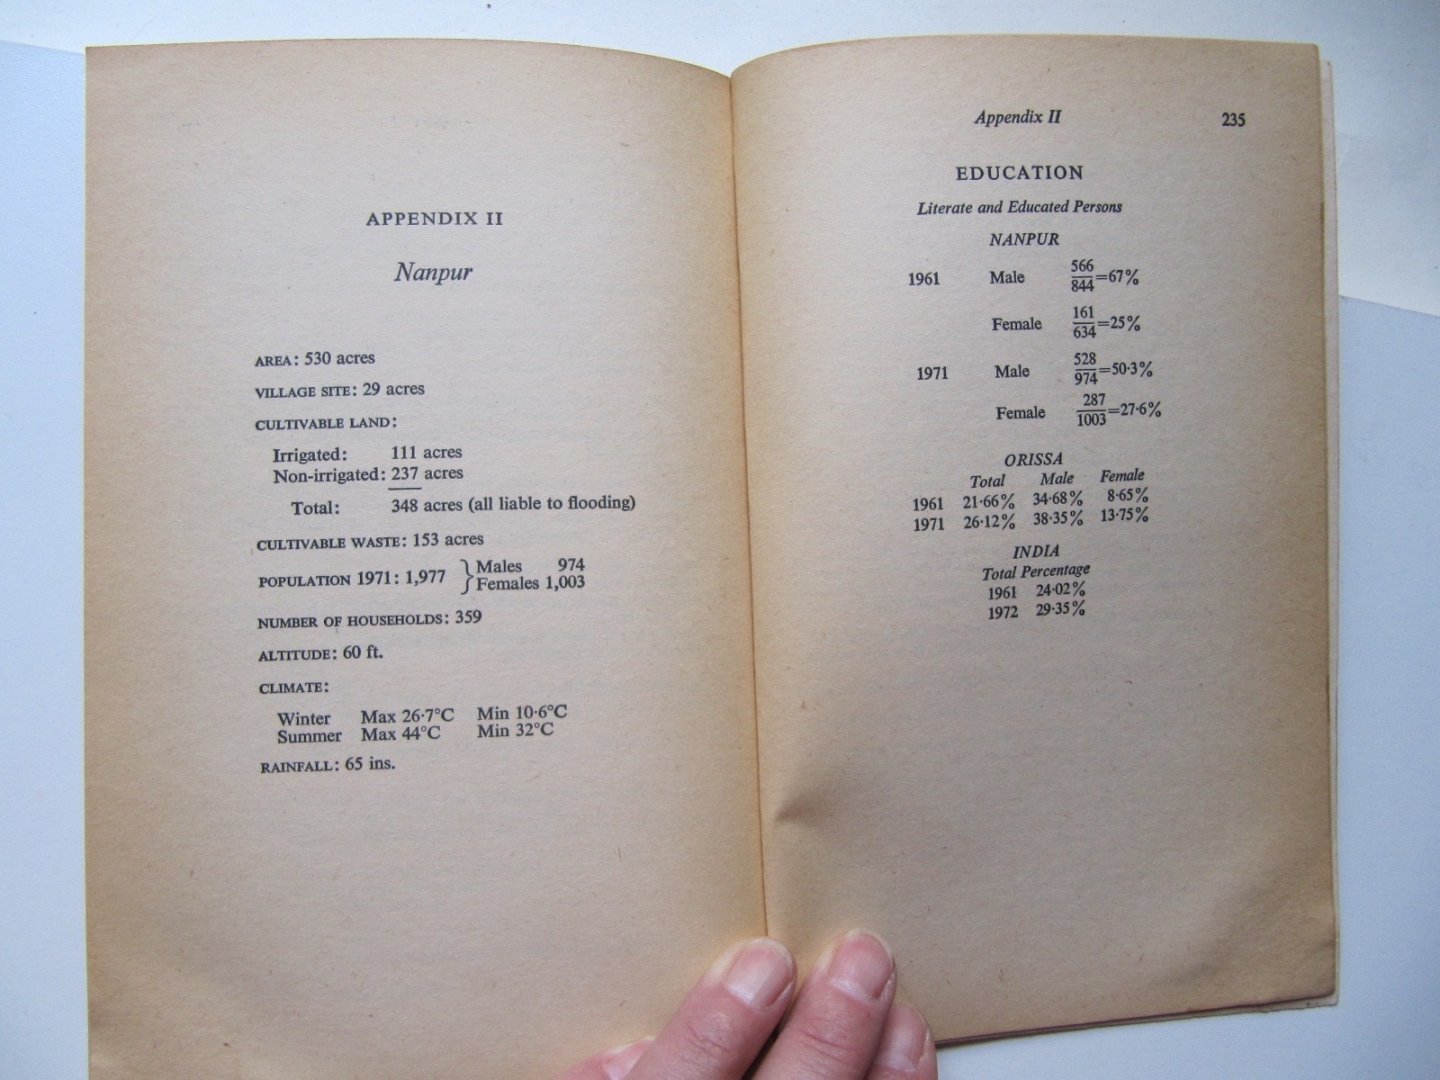 APPENDIX II
Nanpur
AREA: 530 acres
VILLAGE SITE: 29 acres
CULTIVABLE LAND:
Irrigated: 111 acres
Non-irrigated: 237 acres
Total: 348 acres (all liable to flooding)
CULTIVABLE WASTE: 153 acres
POPULATION 1971: 1,977 } Males 974
Females 1,003
NUMBER OF HOUSEHOLDS: 359
ALTITUDE: 60 ft.
CLIMATE:
Winter Max 26·7°C Min 10·6°C
Summer Max 44°C Min 32°C
RAINFALL: 65 ins.
Appendix II 235
EDUCATION
Literate and Educated Persons
NANPUR
1961 Male 566/844=67%
Female 161/634=25%
1971 Male 528/974=50·3%
Female 287/1003=27·6%
ORISSA
Total Male Female
1961 21·66% 34·68% 8·65%
1971 26·12% 38·35% 13·75%
INDIA
Total Percentage
1961 24·02%
1972 29·35%